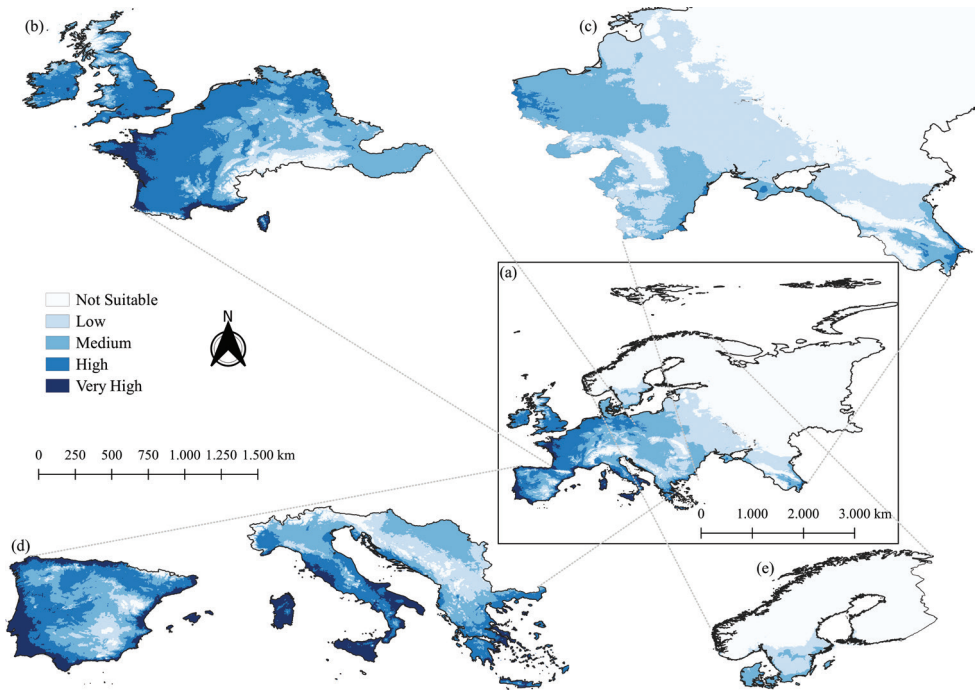 (b)
(c)
(a)
Not Suitable
Low
Medium
High
Very High
N
0 250 500 750 1.000 1.250 1.500 km
0 1.000 2.000 3.000 km
(d)
(e)